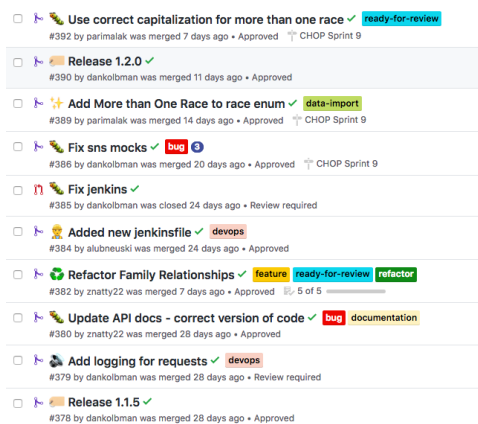 Use correct capitalization for more than one race ready-for-review
#392 by parimalak was merged 7 days ago • Approved CHOP Sprint 9
Release 1.2.0
#390 by dankolbman was merged 11 days ago • Approved
Add More than One Race to race enum data-import
#389 by parimalak was merged 14 days ago • Approved CHOP Sprint 9
Fix sns mocks bug 3
#386 by dankolbman was merged 20 days ago • Approved CHOP Sprint 9
Fix jenkins
#385 by dankolbman was closed 24 days ago • Review required
Added new jenkinsfile devops
#384 by alubneuski was merged 24 days ago • Approved
Refactor Family Relationships feature ready-for-review refactor
#382 by znatty22 was merged 7 days ago • Approved 5 of 5
Update API docs - correct version of code bug documentation
#380 by znatty22 was merged 28 days ago • Approved
Add logging for requests devops
#379 by dankolbman was merged 28 days ago • Review required
Release 1.1.5
#378 by dankolbman was merged 28 days ago • Approved